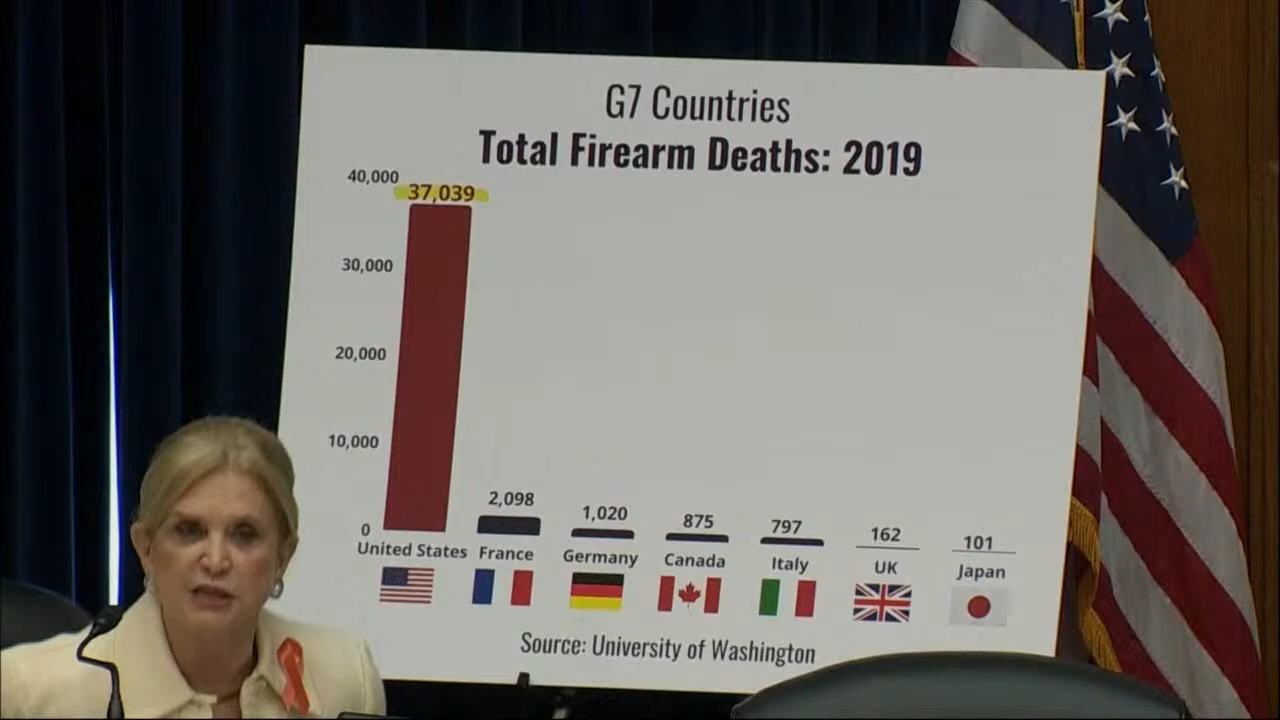 G7 Countries
Total Firearm Deaths: 2019
40,000
37,039
30,000
20,000
10,000
0
2,098
1,020
875
797
162
101
United States
France
Germany
Canada
Italy
UK
Japan
Source: University of Washington